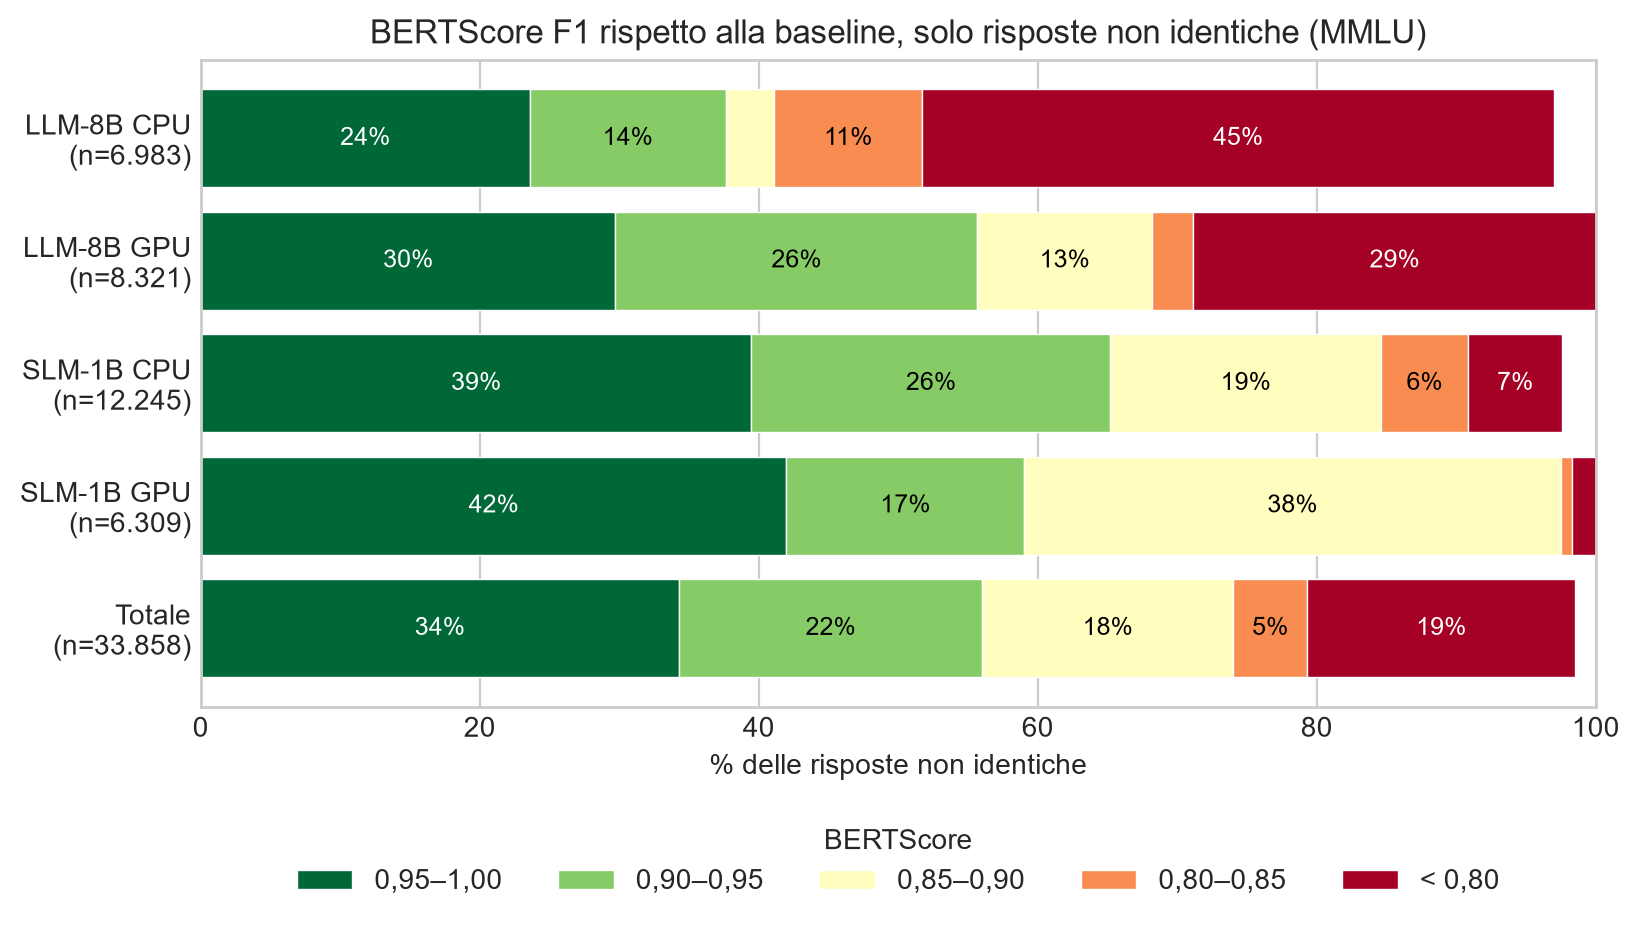 BERTScore F1 rispetto alla baseline, solo risposte non identiche (MMLU)
LLM-8B CPU
(n=6.983)
24%
14%
11%
45%
LLM-8B GPU
(n=8.321)
30%
26%
13%
29%
SLM-1B CPU
(n=12.245)
39%
26%
19%
6%
7%
SLM-1B GPU
(n=6.309)
42%
17%
38%
Totale
(n=33.858)
34%
22%
18%
5%
19%
0
20
40
60
80
100
% delle risposte non identiche
BERTScore
0,95–1,00
0,90–0,95
0,85–0,90
0,80–0,85
< 0,80